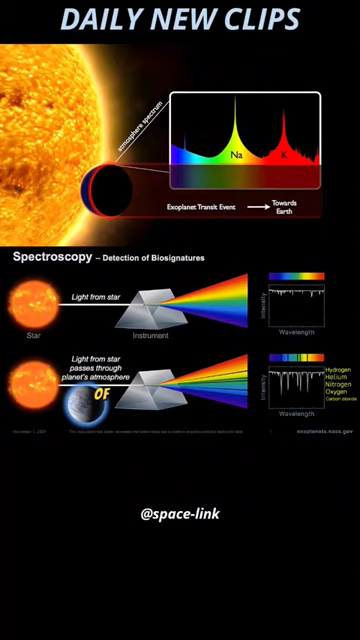 DAILY NEW CLIPS
atmosphere spectrum
Na
K
Exoplanet Transit Event
Towards
Earth
Spectroscopy – Detection of Biosignatures
Light from star
Star
Instrument
Intensity
Wavelength
Light from star
passes through
planet's atmosphere
OF
Intensity
Wavelength
Hydrogen
Helium
Nitrogen
Oxygen
Carbon dioxide
exoplanets.nasa.gov
@space-link